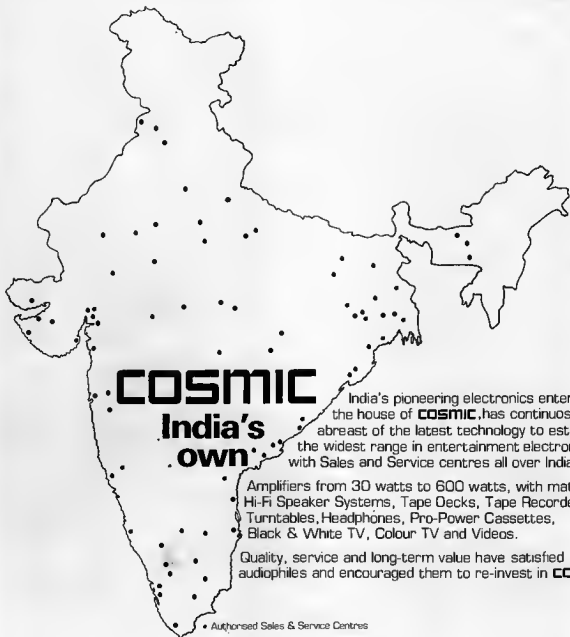 COSMIC
India's
own
India's pioneering electronics enter
the house of COSMIC, has continuos
abreast of the latest technology to est
the widest range in entertainment electron
with Sales and Service centres all over India
Amplifiers from 30 watts to 600 watts, with mat
Hi-Fi Speaker Systems, Tape Decks, Tape Recorde
Turntables, Headphones, Pro-Power Cassettes,
Black & White TV, Colour TV and Videos.
Quality, service and long-term value have satisfied
audiophiles and encouraged them to re-invest in CO
• Authorised Sales & Service Centres